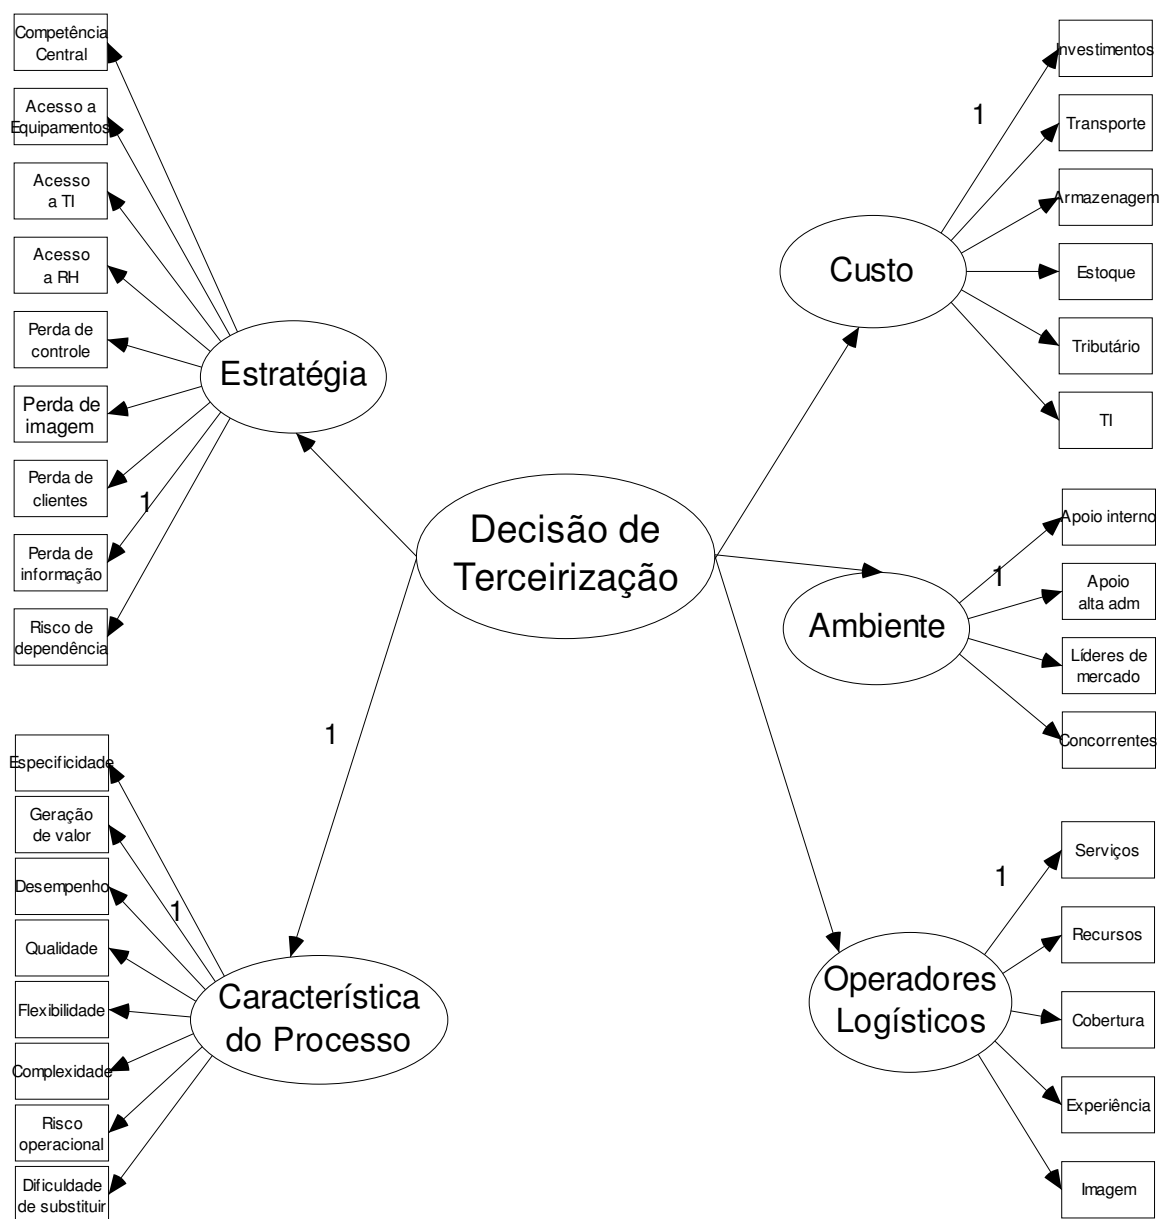 Competência
Central
Acesso a
Equipamentos
Acesso
a TI
Acesso
a RH
Perda de
controle
Perda de
imagem
Perda de
clientes
Perda de
informação
Risco de
dependência
1
Estratégia
Investimentos
Transporte
Armazenagem
Estoque
Tributário
TI
1
Custo
Decisão de
Terceirização
Apoio interno
Apoio
alta adm
Líderes de
mercado
Concorrentes
1
Ambiente
1
Especificidade
Geração
de valor
Desempenho
Qualidade
Flexibilidade
Complexidade
Risco
operacional
Dificuldade
de substituir
1
Característica
do Processo
Serviços
Recursos
Cobertura
Experiência
Imagem
1
Operadores
Logísticos